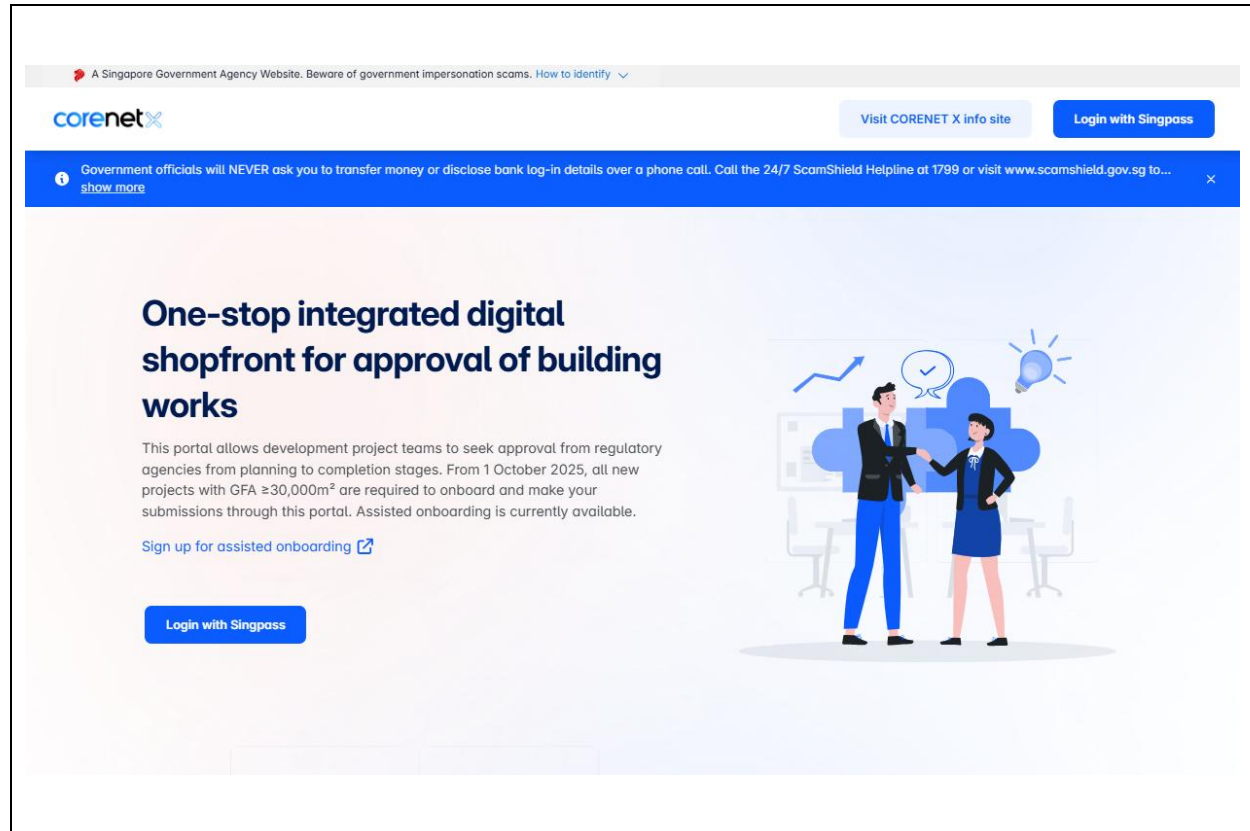 A Singapore Government Agency Website. Beware of government impersonation scams. How to identify
corenetx
Visit CORENET X info site
Login with Singpass
Government officials will NEVER ask you to transfer money or disclose bank log-in details over a phone call. Call the 24/7 ScamShield Helpline at 1799 or visit www.scamshield.gov.sg to...
show more
One-stop integrated digital
shopfront for approval of building
works
This portal allows development project teams to seek approval from regulatory
agencies from planning to completion stages. From 1 October 2025, all new
projects with GFA ≥30,000m² are required to onboard and make your
submissions through this portal. Assisted onboarding is currently available.
Sign up for assisted onboarding
Login with Singpass